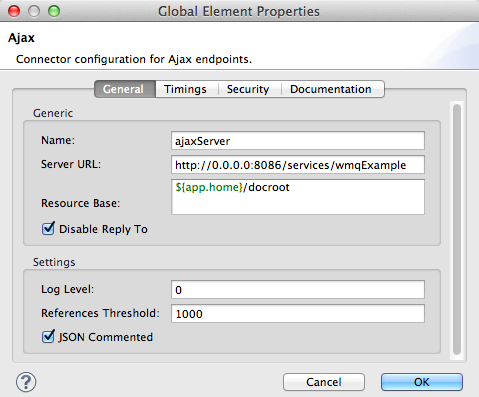 Global Element Properties
Ajax
Connector configuration for Ajax endpoints.
General Timings Security Documentation
Generic
Name: ajaxServer
Server URL: http://0.0.0.0:8086/services/wmqExample
${app.home}/docroot
Resource Base:
Disable Reply To
Settings
Log Level: 0
References Threshold: 1000
JSON Commented
? Cancel OK